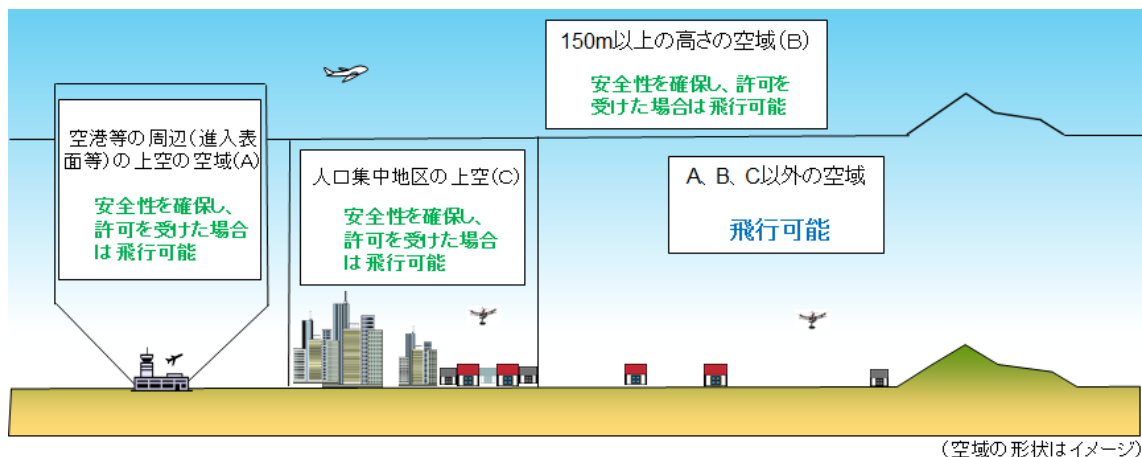 150m以上の高さの空域(B)
安全性を確保し、許可を
受けた場合は飛行可能
空港等の周辺(進入表
面等)の上空の空域(A)
安全性を確保し、
許可を受けた場合
は飛行可能
人口集中地区の上空(C)
安全性を確保し、
許可を受けた場合
は飛行可能
A、B、C以外の空域
飛行可能
(空域の形状はイメージ)